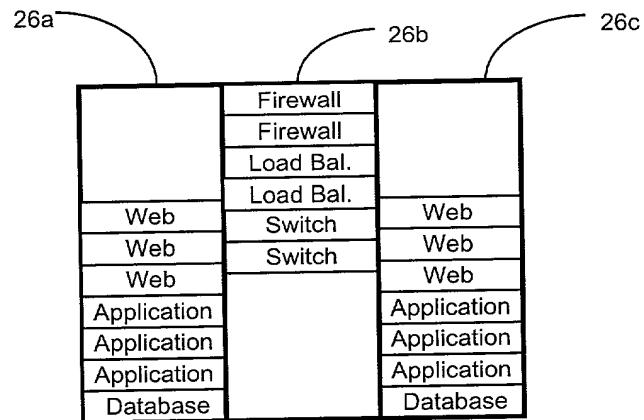 26a
26b
26c
Firewall
Firewall
Load Bal.
Load Bal.
Switch
Switch
Web
Web
Web
Application
Application
Application
Database
Web
Web
Web
Application
Application
Application
Database